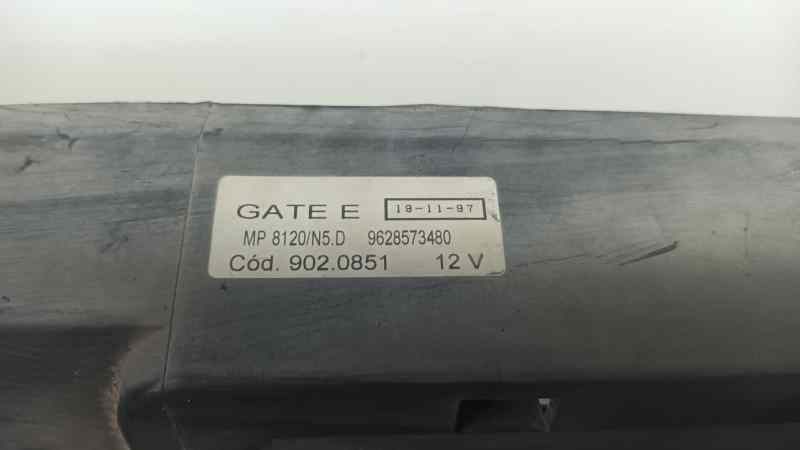 GATE E 19-11-97
MP 8120/N5.D 9628573480
Cód. 902.0851 12 V